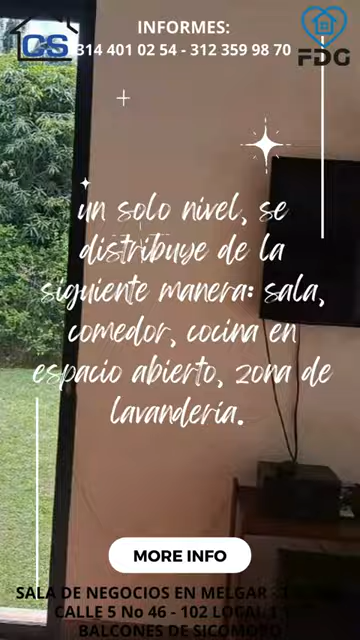 INFORMES:
314 401 02 54 - 312 359 98 70
CS
FDG
un solo nivel, se
distribuye de la
siguiente manera: sala,
comedor, cocina en
espacio abierto, zona de
lavandería.
MORE INFO
SALA DE NEGOCIOS EN MELGAR
CALLE 5 No 46 - 102 LOCAL
BALCONES DE SICOMORO